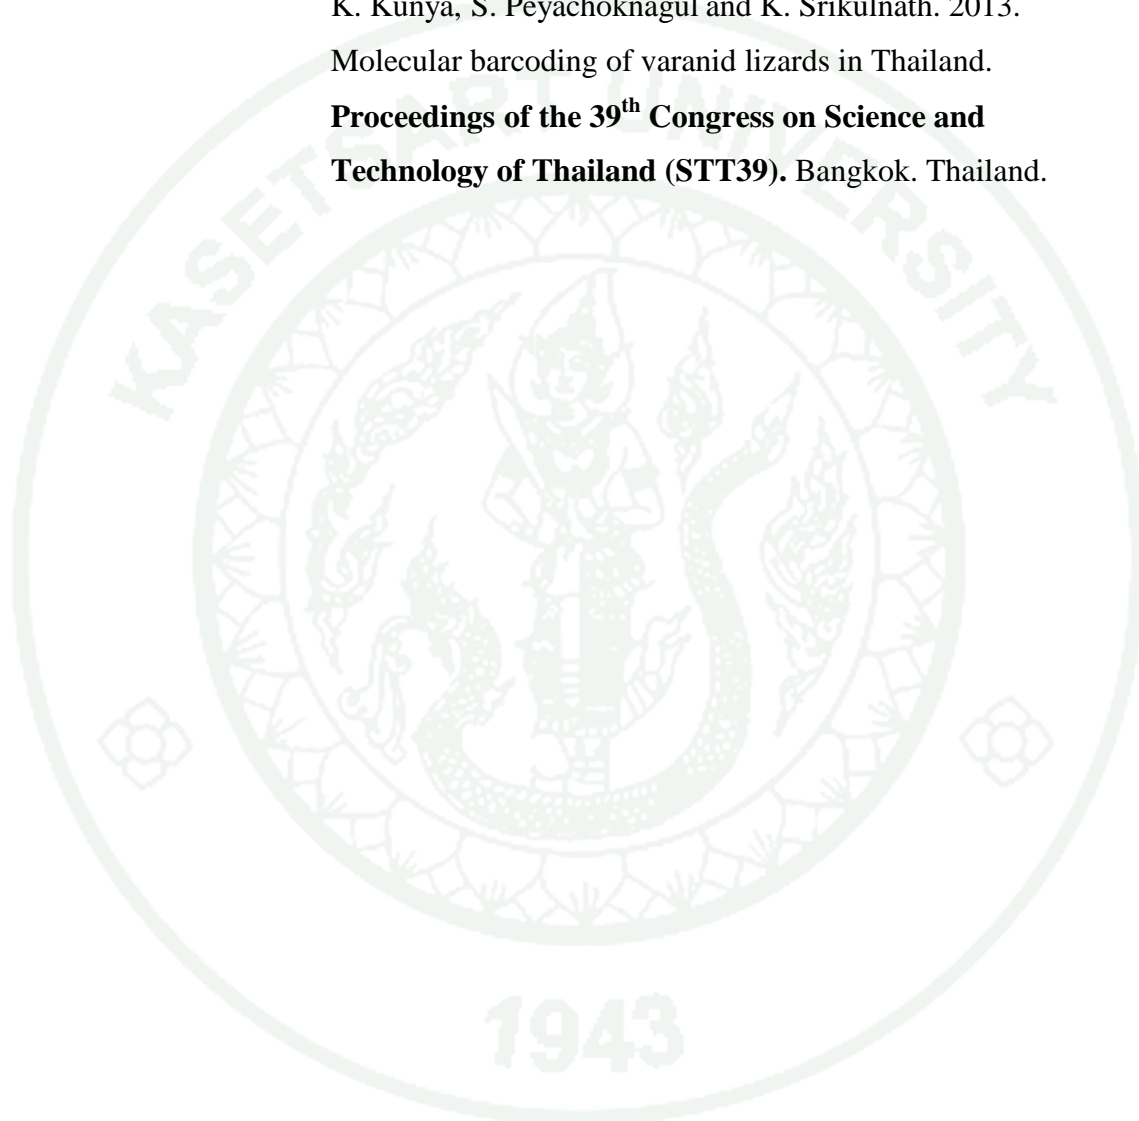 K. Kunya, S. Peyachoknagul and K. Srikulnath. 2013.
Molecular barcoding of varanid lizards in Thailand.
Proceedings of the 39th Congress on Science and
Technology of Thailand (STT39). Bangkok. Thailand.
KASETSART UNIVERSITY
1943